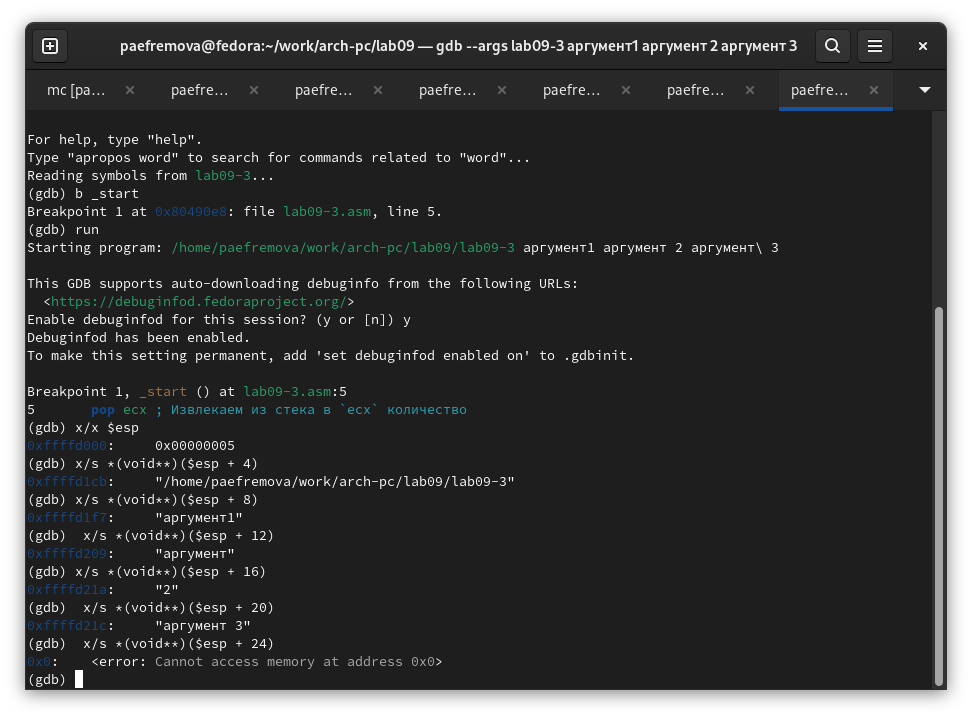 paefremova@fedora:~/work/arch-pc/lab09 — gdb --args lab09-3 аргумент1 аргумент 2 аргумент 3
mc [pa... paefre... paefre... paefre... paefre... paefre... paefre...
For help, type "help".
Type "apropos word" to search for commands related to "word"...
Reading symbols from lab09-3...
(gdb) b _start
Breakpoint 1 at 0x80490e8: file lab09-3.asm, line 5.
(gdb) run
Starting program: /home/paefremova/work/arch-pc/lab09/lab09-3 аргумент1 аргумент 2 аргумент\ 3
This GDB supports auto-downloading debuginfo from the following URLs:
<https://debuginfod.fedoraproject.org/>
Enable debuginfod for this session? (y or [n]) y
Debuginfod has been enabled.
To make this setting permanent, add 'set debuginfod enabled on' to .gdbinit.
Breakpoint 1, _start () at lab09-3.asm:5
5 pop ecx ; Извлекаем из стека в `ecx` количество
(gdb) x/x $esp
0xffffd000: 0x00000005
(gdb) x/s *(void**)($esp + 4)
0xffffd1cb: "/home/paefremova/work/arch-pc/lab09/lab09-3"
(gdb) x/s *(void**)($esp + 8)
0xffffd1f7: "аргумент1"
(gdb) x/s *(void**)($esp + 12)
0xffffd209: "аргумент"
(gdb) x/s *(void**)($esp + 16)
0xffffd21a: "2"
(gdb) x/s *(void**)($esp + 20)
0xffffd21c: "аргумент 3"
(gdb) x/s *(void**)($esp + 24)
0x0: <error: Cannot access memory at address 0x0>
(gdb)